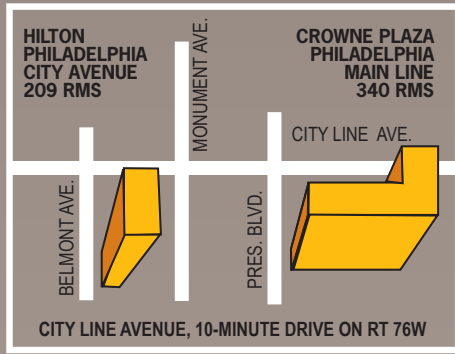 HILTON
PHILADELPHIA
CITY AVENUE
209 RMS
MONUMENT AVE.
CROWNE PLAZA
PHILADELPHIA
MAIN LINE
340 RMS
CITY LINE AVE.
BELMONT AVE.
PRES. BLVD.
CITY LINE AVENUE, 10-MINUTE DRIVE ON RT 76W